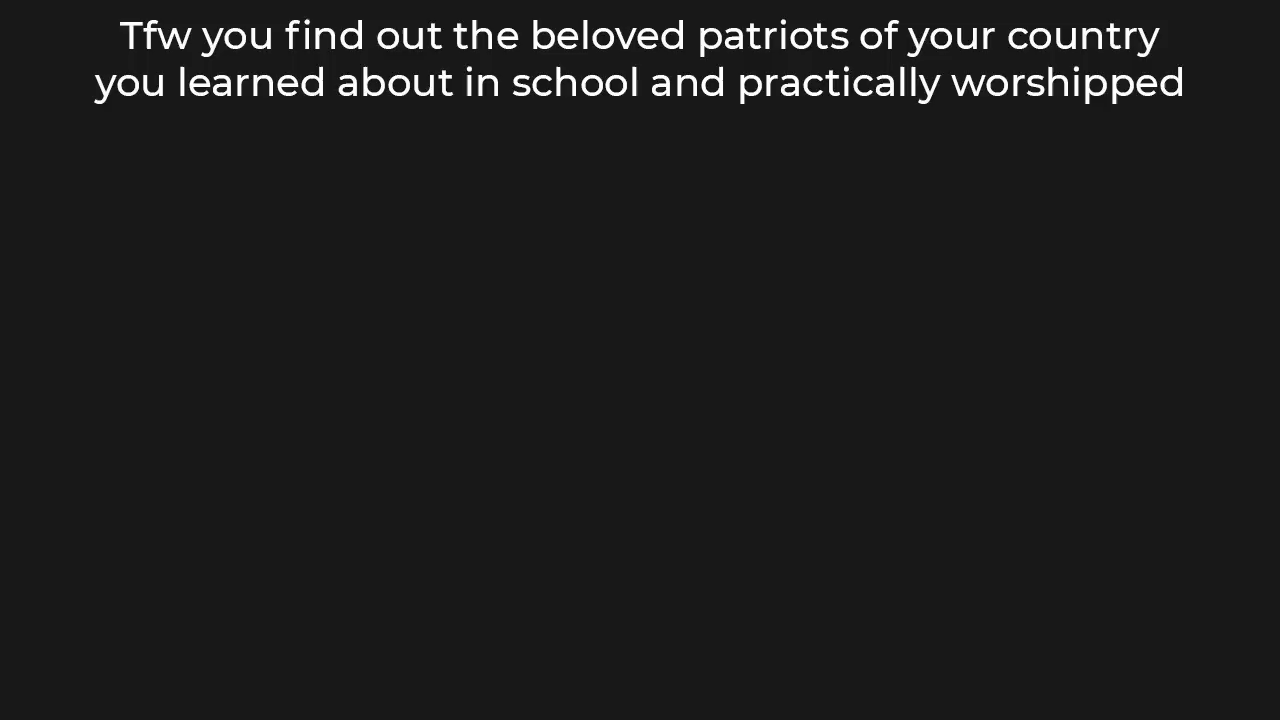 Tfw you find out the beloved patriots of your country
you learned about in school and practically worshipped